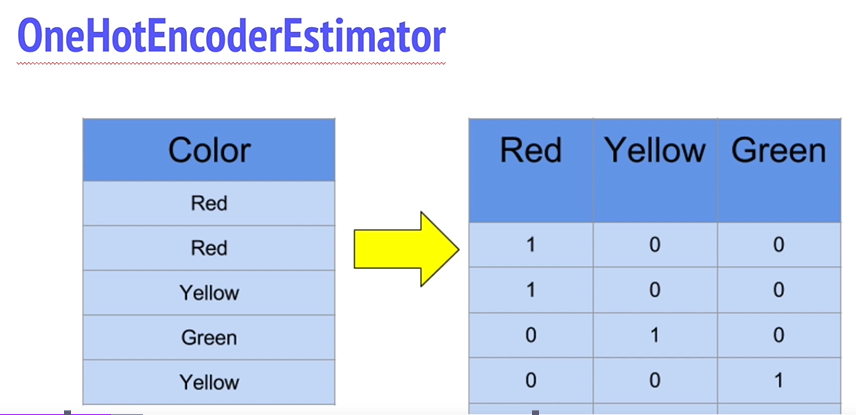 OneHotEncoderEstimator
Color
Red
Red
Yellow
Green
Yellow
Red Yellow Green
1 0 0
1 0 0
0 1 0
0 0 1